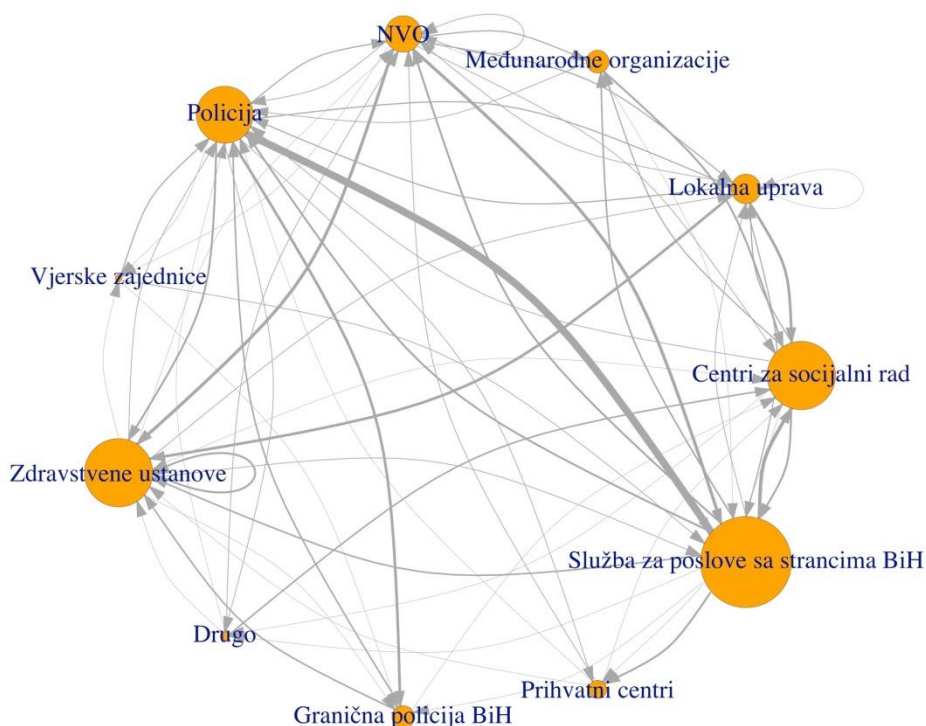 NVO
Međunarodne organizacije
Policija
Lokalna uprava
Vjerske zajednice
Centri za socijalni rad
Zdravstvene ustanove
Služba za poslove sa strancima BiH
Drugo
Prihvatni centri
Granična policija BiH